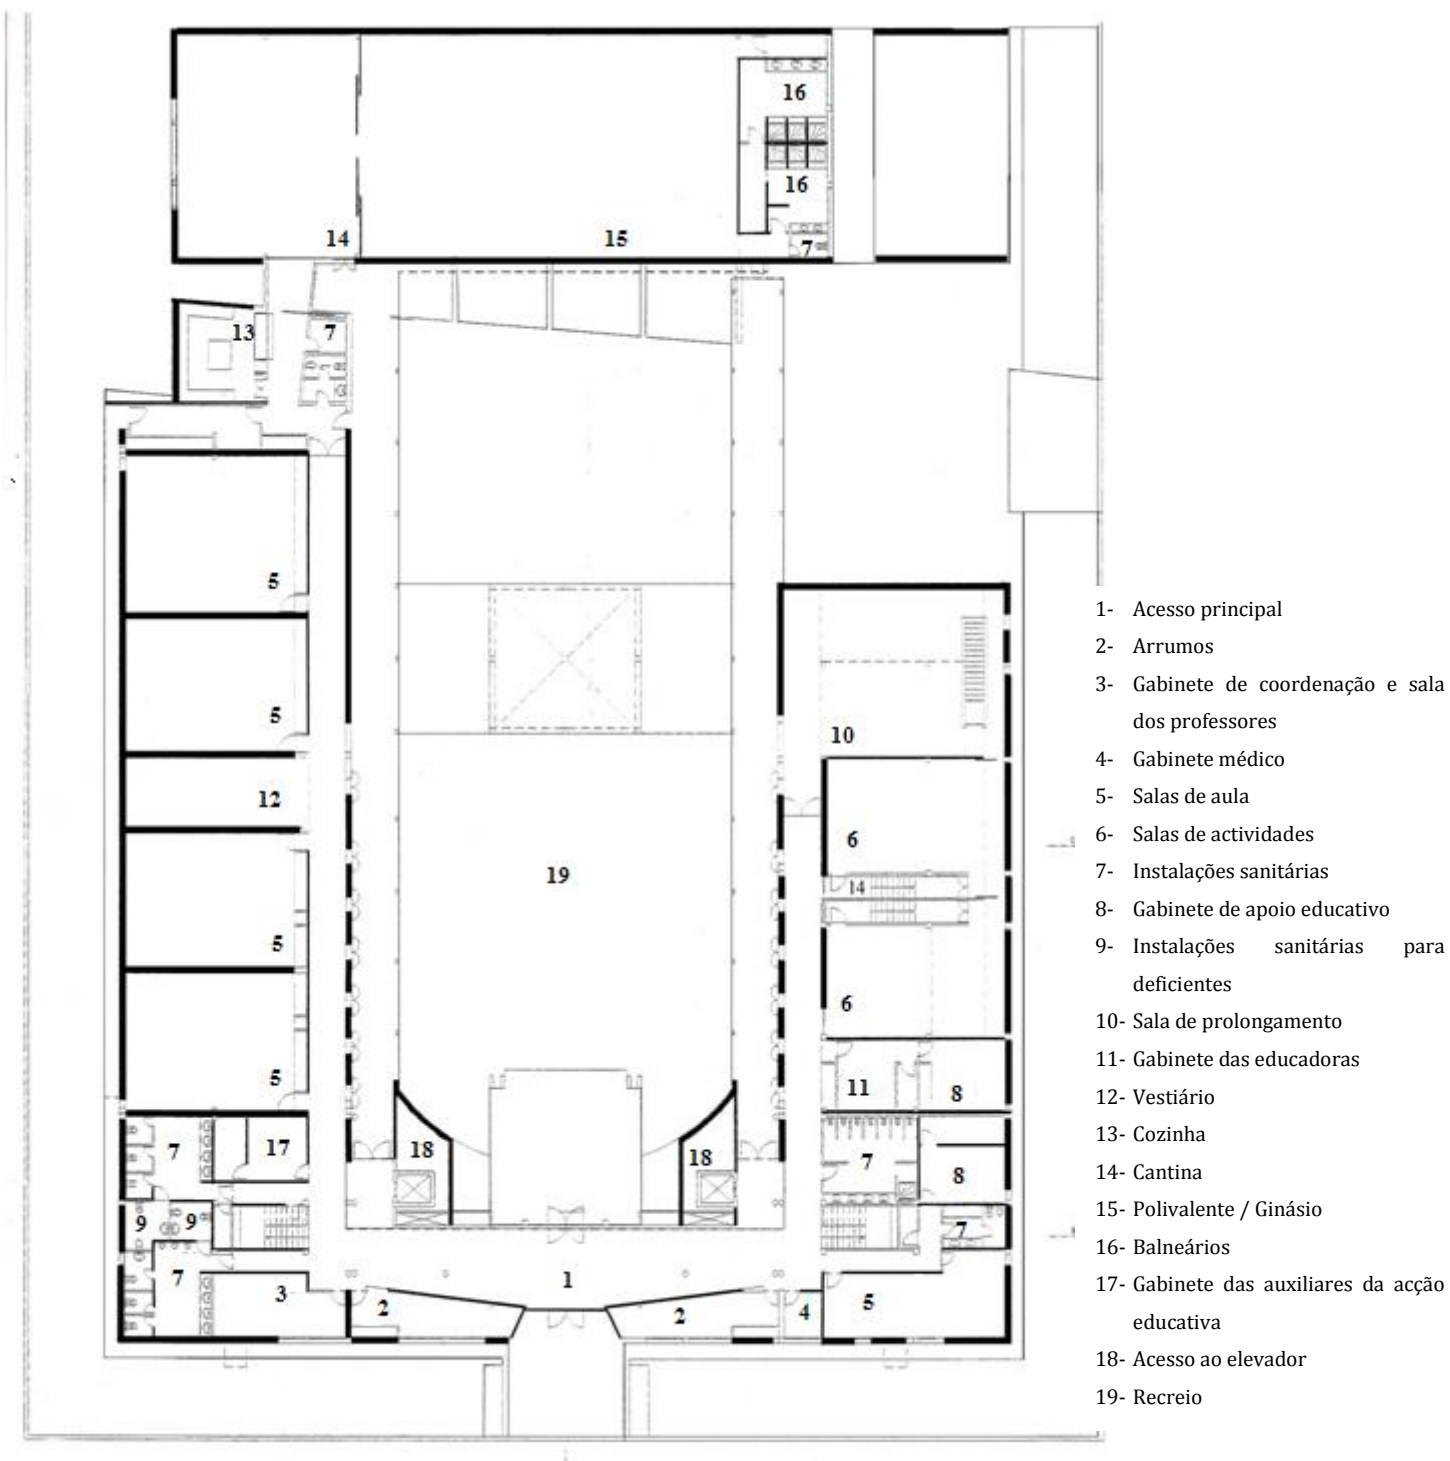 16
16
14
15
7
13
7
5
5
10
12
6
19
14
5
6
5
11
8
7
17
18
18
7
8
9
9
7
7
3
2
1
2
4
5
1- Acesso principal
2- Arrumos
3- Gabinete de coordenação e sala
dos professores
4- Gabinete médico
5- Salas de aula
6- Salas de actividades
7- Instalações sanitárias
8- Gabinete de apoio educativo
9- Instalações sanitárias para
deficientes
10- Sala de prolongamento
11- Gabinete das educadoras
12- Vestiário
13- Cozinha
14- Cantina
15- Polivalente / Ginásio
16- Balneários
17- Gabinete das auxiliares da acção
educativa
18- Acesso ao elevador
19- Recreio